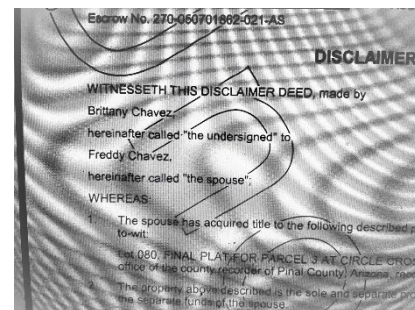 Escrow No. 270-050701662-021-AS
DISCLAIMER
WITNESSETH THIS DISCLAIMER DEED, made by
Brittany Chavez,
hereinafter called "the undersigned" to
Freddy Chavez,
hereinafter called "the spouse";
WHEREAS:
1. The spouse has acquired title to the following described
to-wit:
Lot 080, FINAL PLAT FOR PARCEL 3 AT CIRCLE
office of the county recorder of Pinal County, Arizona,
2. The property above described is the sole and separate
the separate funds of the spouse.